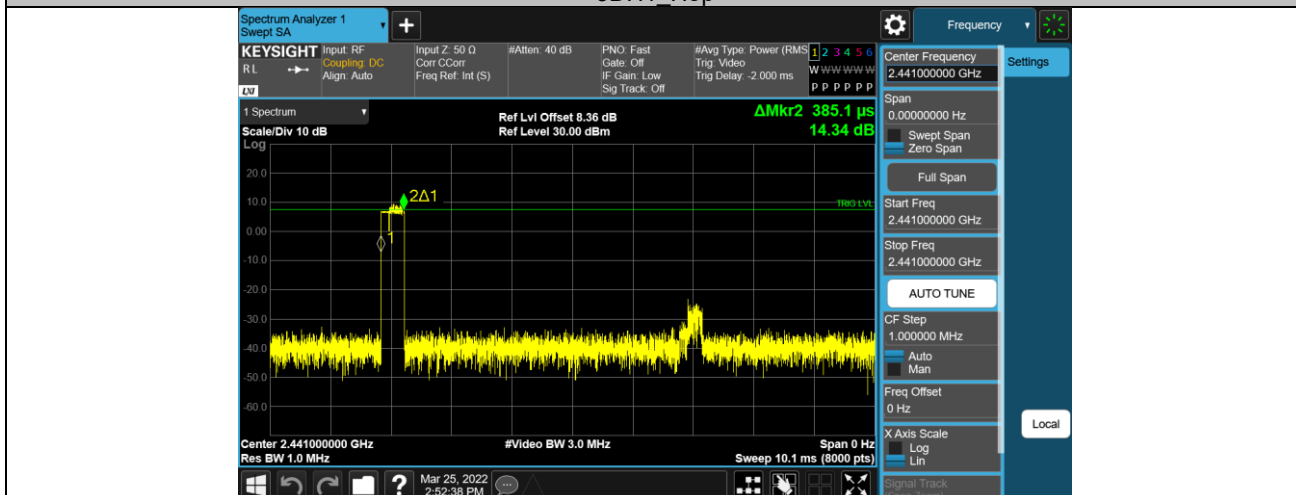 Spectrum Analyzer 1
Swept SA
Frequency
KEYSIGHT
RL
LXI
Input: RF
Coupling: DC
Align: Auto
Input Z: 50 Ω
Corr CCorr
Freq Ref: Int (S)
#Atten: 40 dB
PNO: Fast
Gate: Off
IF Gain: Low
Sig Track: Off
#Avg Type: Power (RMS
Trig: Video
Trig Delay: -2.000 ms
1 2 3 4 5 6
W W W W W W
P P P P P P
1 Spectrum
Scale/Div 10 dB
Log
Ref Lvl Offset 8.36 dB
Ref Level 30.00 dBm
ΔMkr2 385.1 µs
14.34 dB
20.0
10.0
0.00
-10.0
-20.0
-30.0
-40.0
-50.0
-60.0
2Δ1
1
TRIG LVL
Center 2.441000000 GHz
Res BW 1.0 MHz
#Video BW 3.0 MHz
Span 0 Hz
Sweep 10.1 ms (8000 pts)
Mar 25, 2022
2:52:38 PM
Center Frequency
2.441000000 GHz
Settings
Span
0.00000000 Hz
Swept Span
Zero Span
Full Span
Start Freq
2.441000000 GHz
Stop Freq
2.441000000 GHz
AUTO TUNE
CF Step
1.000000 MHz
Auto
Man
Freq Offset
0 Hz
X Axis Scale
Log
Lin
Local
Signal Track